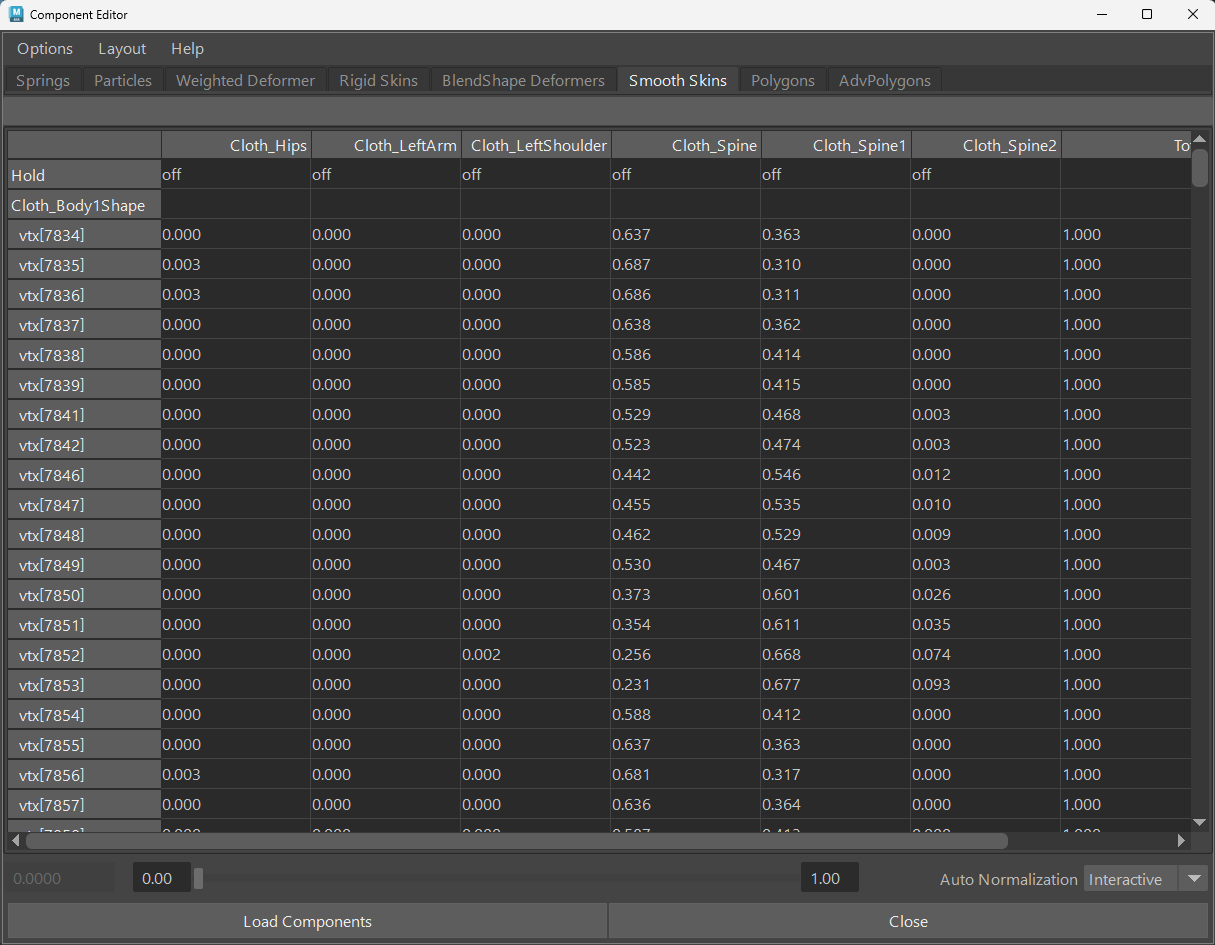 Component Editor
Options Layout Help
Springs Particles Weighted Deformer Rigid Skins BlendShape Deformers Smooth Skins Polygons AdvPolygons
Cloth_Hips Cloth_LeftArm Cloth_LeftShoulder Cloth_Spine Cloth_Spine1 Cloth_Spine2 To
Hold off off off off off off
Cloth_Body1Shape
vtx[7834] 0.000 0.000 0.000 0.637 0.363 0.000 1.000
vtx[7835] 0.003 0.000 0.000 0.687 0.310 0.000 1.000
vtx[7836] 0.003 0.000 0.000 0.686 0.311 0.000 1.000
vtx[7837] 0.000 0.000 0.000 0.638 0.362 0.000 1.000
vtx[7838] 0.000 0.000 0.000 0.586 0.414 0.000 1.000
vtx[7839] 0.000 0.000 0.000 0.585 0.415 0.000 1.000
vtx[7841] 0.000 0.000 0.000 0.529 0.468 0.003 1.000
vtx[7842] 0.000 0.000 0.000 0.523 0.474 0.003 1.000
vtx[7846] 0.000 0.000 0.000 0.442 0.546 0.012 1.000
vtx[7847] 0.000 0.000 0.000 0.455 0.535 0.010 1.000
vtx[7848] 0.000 0.000 0.000 0.462 0.529 0.009 1.000
vtx[7849] 0.000 0.000 0.000 0.530 0.467 0.003 1.000
vtx[7850] 0.000 0.000 0.000 0.373 0.601 0.026 1.000
vtx[7851] 0.000 0.000 0.000 0.354 0.611 0.035 1.000
vtx[7852] 0.000 0.000 0.002 0.256 0.668 0.074 1.000
vtx[7853] 0.000 0.000 0.000 0.231 0.677 0.093 1.000
vtx[7854] 0.000 0.000 0.000 0.588 0.412 0.000 1.000
vtx[7855] 0.000 0.000 0.000 0.637 0.363 0.000 1.000
vtx[7856] 0.003 0.000 0.000 0.681 0.317 0.000 1.000
vtx[7857] 0.000 0.000 0.000 0.636 0.364 0.000 1.000
0.0000 0.00 1.00 Auto Normalization Interactive
Load Components Close